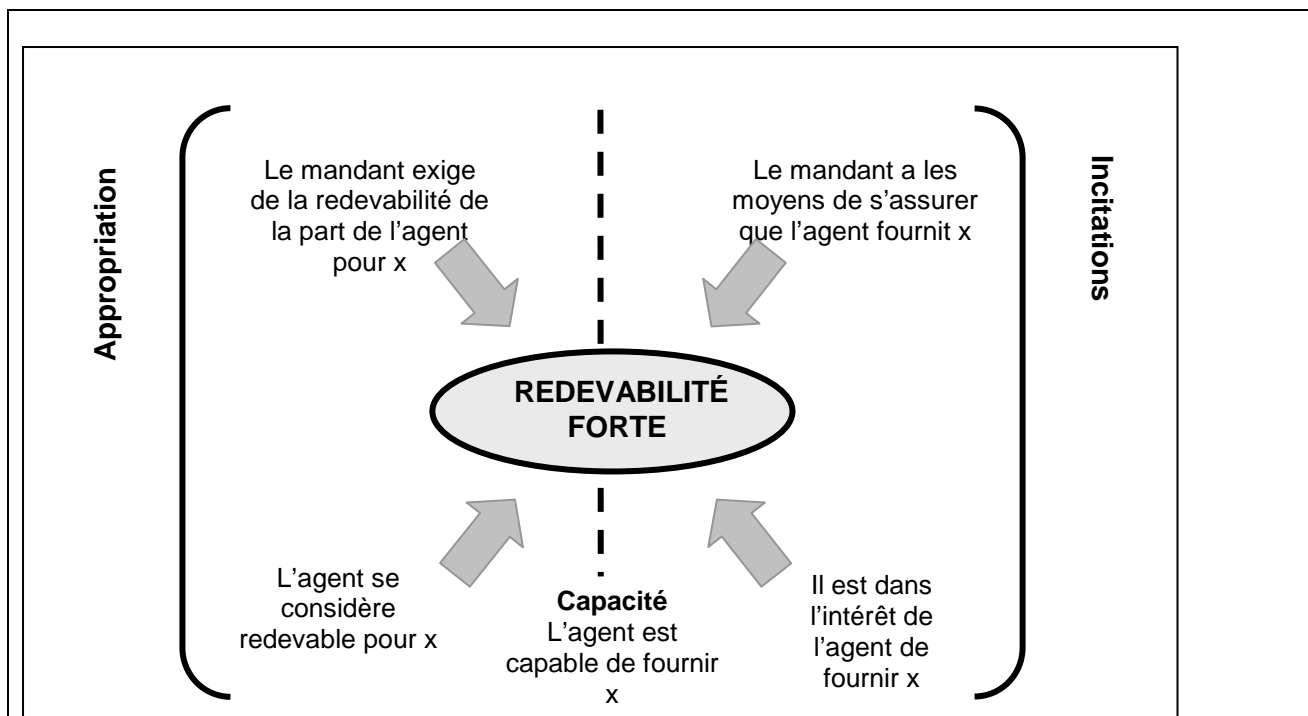 Appropriation
Le mandant exige
de la redevabilité de
la part de l’agent
pour x
Le mandant a les
moyens de s’assurer
que l’agent fournit x
Incitations
REDEVABILITÉ
FORTE
L’agent se
considère
redevable pour x
Capacité
L’agent est
capable de fournir
x
Il est dans
l’intérêt de
l’agent de
fournir x